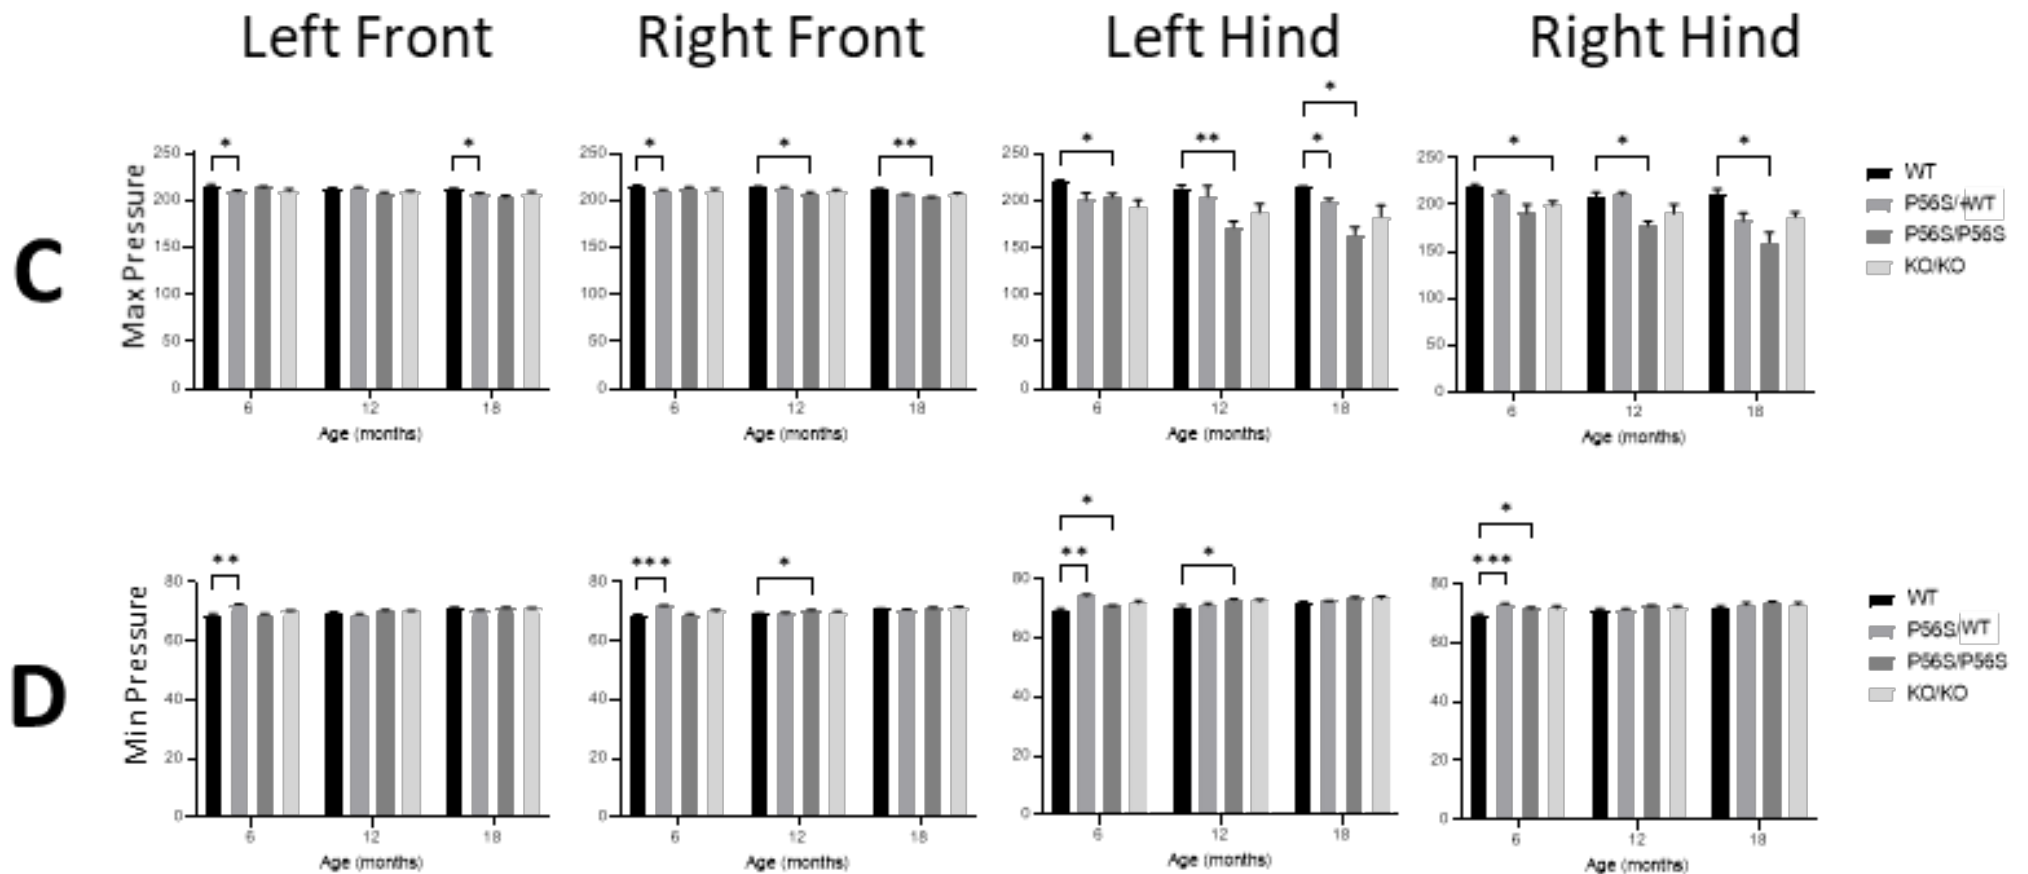 Left Front Right Front Left Hind Right Hind
C
Max Pressure
* *
250
200
150
100
50
0
6 12 18
Age (months)
* * **
250
200
150
100
50
0
6 12 18
Age (months)
*
* ** *
250
200
150
100
50
0
6 12 18
Age (months)
* * *
250
200
150
100
50
0
6 12 18
Age (months)
WT
P56S/+WT
P56S/P56S
KO/KO
D
Min Pressure
**
80
60
40
20
0
6 12 18
Age (months)
*** *
80
60
40
20
0
6 12 18
Age (months)
*
** *
80
60
40
20
0
6 12 18
Age (months)
*
***
80
60
40
20
0
6 12 18
Age (months)
WT
P56S/WT
P56S/P56S
KO/KO